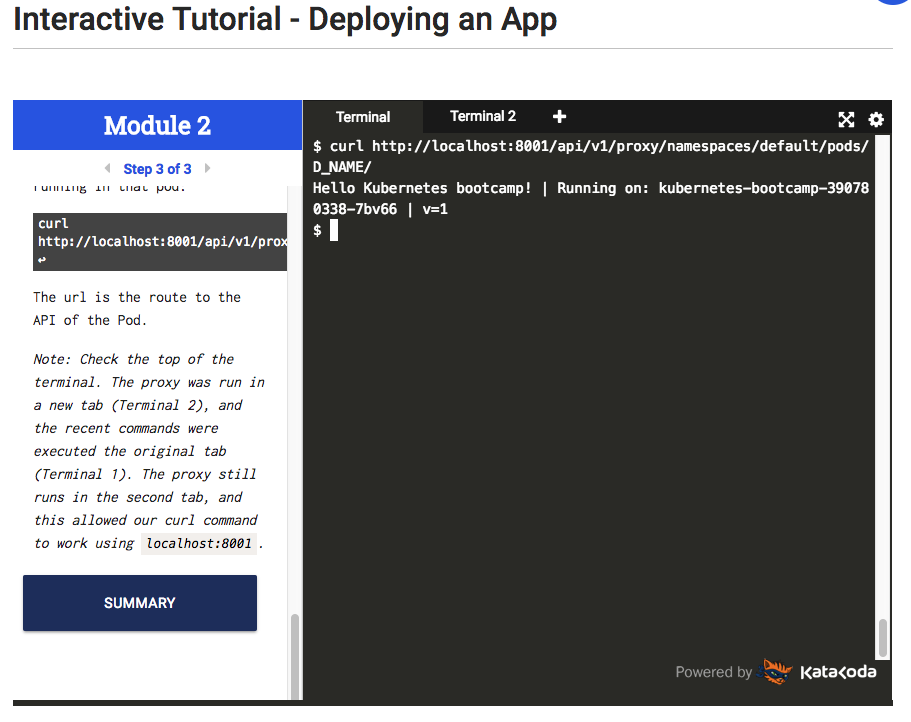 Interactive Tutorial - Deploying an App
Module 2
Step 3 of 3
running in that pod.
curl
http://localhost:8001/api/v1/prox
The url is the route to the
API of the Pod.
Note: Check the top of the
terminal. The proxy was run in
a new tab (Terminal 2), and
the recent commands were
executed the original tab
(Terminal 1). The proxy still
runs in the second tab, and
this allowed our curl command
to work using localhost:8001.
SUMMARY
Terminal
Terminal 2
$ curl http://localhost:8001/api/v1/proxy/namespaces/default/pods/
D_NAME/
Hello Kubernetes bootcamp! | Running on: kubernetes-bootcamp-39078
0338-7bv66 | v=1
$
Powered by Katacoda